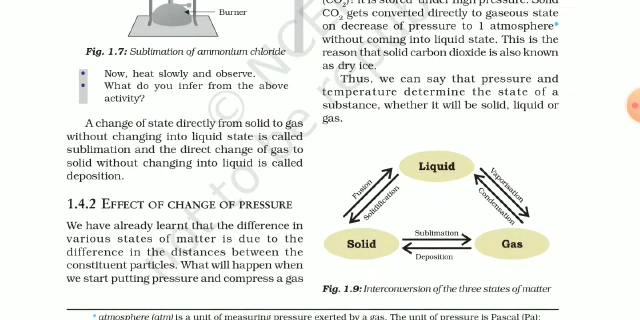 Burner
Fig. 1.7: Sublimation of ammonium chloride
• Now, heat slowly and observe.
• What do you infer from the above
activity?
A change of state directly from solid to gas
without changing into liquid state is called
sublimation and the direct change of gas to
solid without changing into liquid is called
deposition.
1.4.2 EFFECT OF CHANGE OF PRESSURE
We have already learnt that the difference in
various states of matter is due to the
difference in the distances between the
constituent particles. What will happen when
we start putting pressure and compress a gas
(CO2)? It is stored under high pressure. Solid
CO2 gets converted directly to gaseous state
on decrease of pressure to 1 atmosphere*
without coming into liquid state. This is the
reason that solid carbon dioxide is also known
as dry ice.
Thus, we can say that pressure and
temperature determine the state of a
substance, whether it will be solid, liquid or
gas.
Liquid
Fusion
Solidification
Vaporisation
Condensation
Solid
Sublimation
Deposition
Gas
Fig. 1.9: Interconversion of the three states of matter
* atmosphere (atm) is a unit of measuring pressure exerted by a gas. The unit of pressure is Pascal (Pa):
© NCE
not to be re